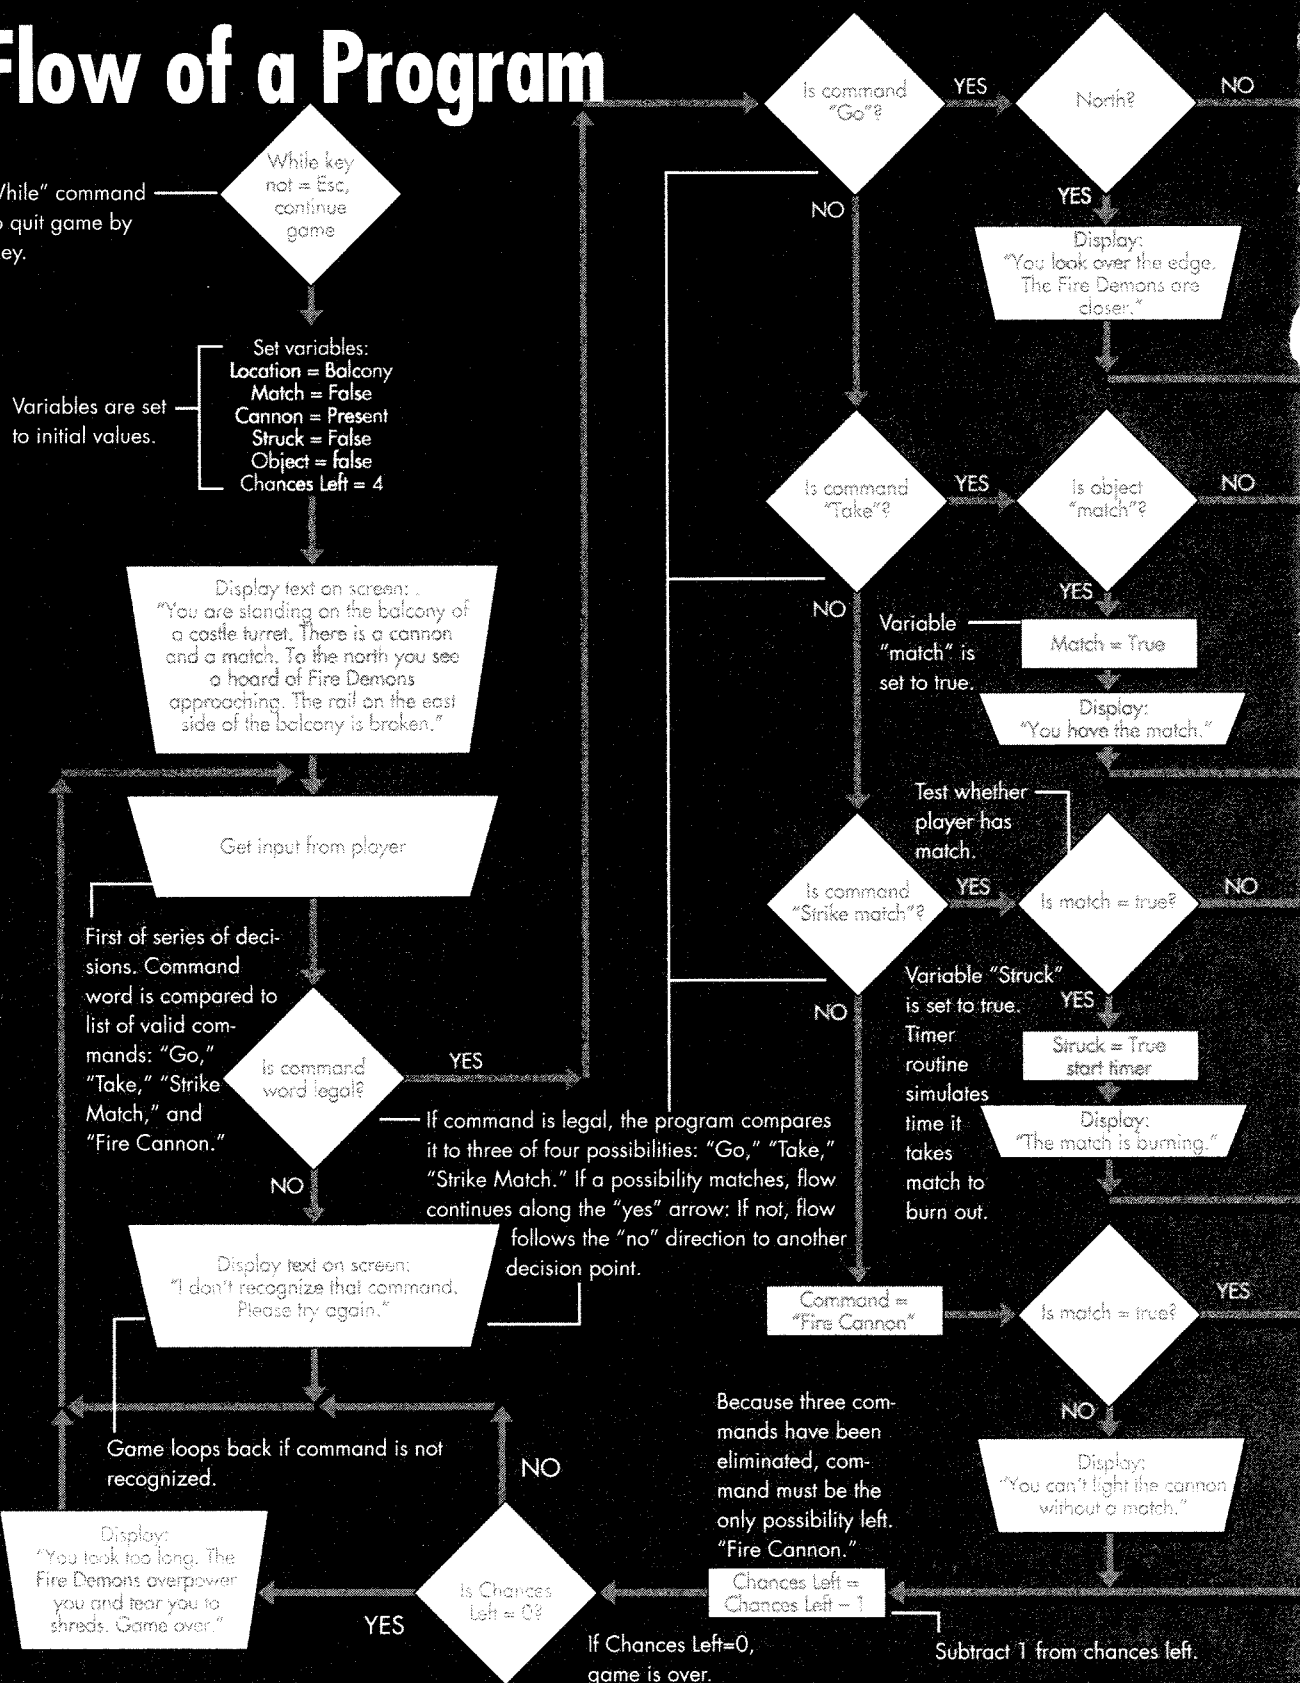 Flow of a Program
While" command
o quit game by
ey.
While key
not = Esc,
continue
game
Variables are set
to initial values.
Set variables:
Location = Balcony
Match = False
Cannon = Present
Struck = False
Object = false
Chances Left = 4
Display text on screen:
"You are standing on the balcony of
a castle turret. There is a cannon
and a match. To the north you see
a hoard of Fire Demons
approaching. The rail on the east
side of the balcony is broken."
Get input from player
First of series of deci-
sions. Command
word is compared to
list of valid com-
mands: "Go,"
"Take," "Strike
Match," and
"Fire Cannon."
Is command
word legal?
YES
NO
If command is legal, the program compares
it to three of four possibilities: "Go," "Take,"
"Strike Match." If a possibility matches, flow
continues along the "yes" arrow: If not, flow
follows the "no" direction to another
decision point.
Display text on screen:
"I don't recognize that command.
Please try again."
Game loops back if command is not
recognized.
NO
Display:
"You took too long. The
Fire Demons overpower
you and tear you to
shreds. Game over."
YES
Is Chances
Left = 0?
If Chances Left=0,
game is over.
Is command
"Go"?
YES
North?
NO
NO
YES
Display:
"You look over the edge.
The Fire Demons are
closer."
Is command
"Take"?
YES
Is object
"match"?
NO
NO
YES
Variable
"match" is
set to true.
Match = True
Display:
"You have the match."
Test whether
player has
match.
Is command
"Strike match"?
YES
Is match = true?
NO
NO
Variable "Struck"
is set to true.
Timer
routine
simulates
time it
takes
match to
burn out.
YES
Struck = True
start timer
Display:
"The match is burning."
Command =
"Fire Cannon"
Is match = true?
YES
NO
Because three com-
mands have been
eliminated, com-
mand must be the
only possibility left.
"Fire Cannon."
Display:
"You can't light the cannon
without a match."
Chances Left =
Chances Left – 1
Subtract 1 from chances left.